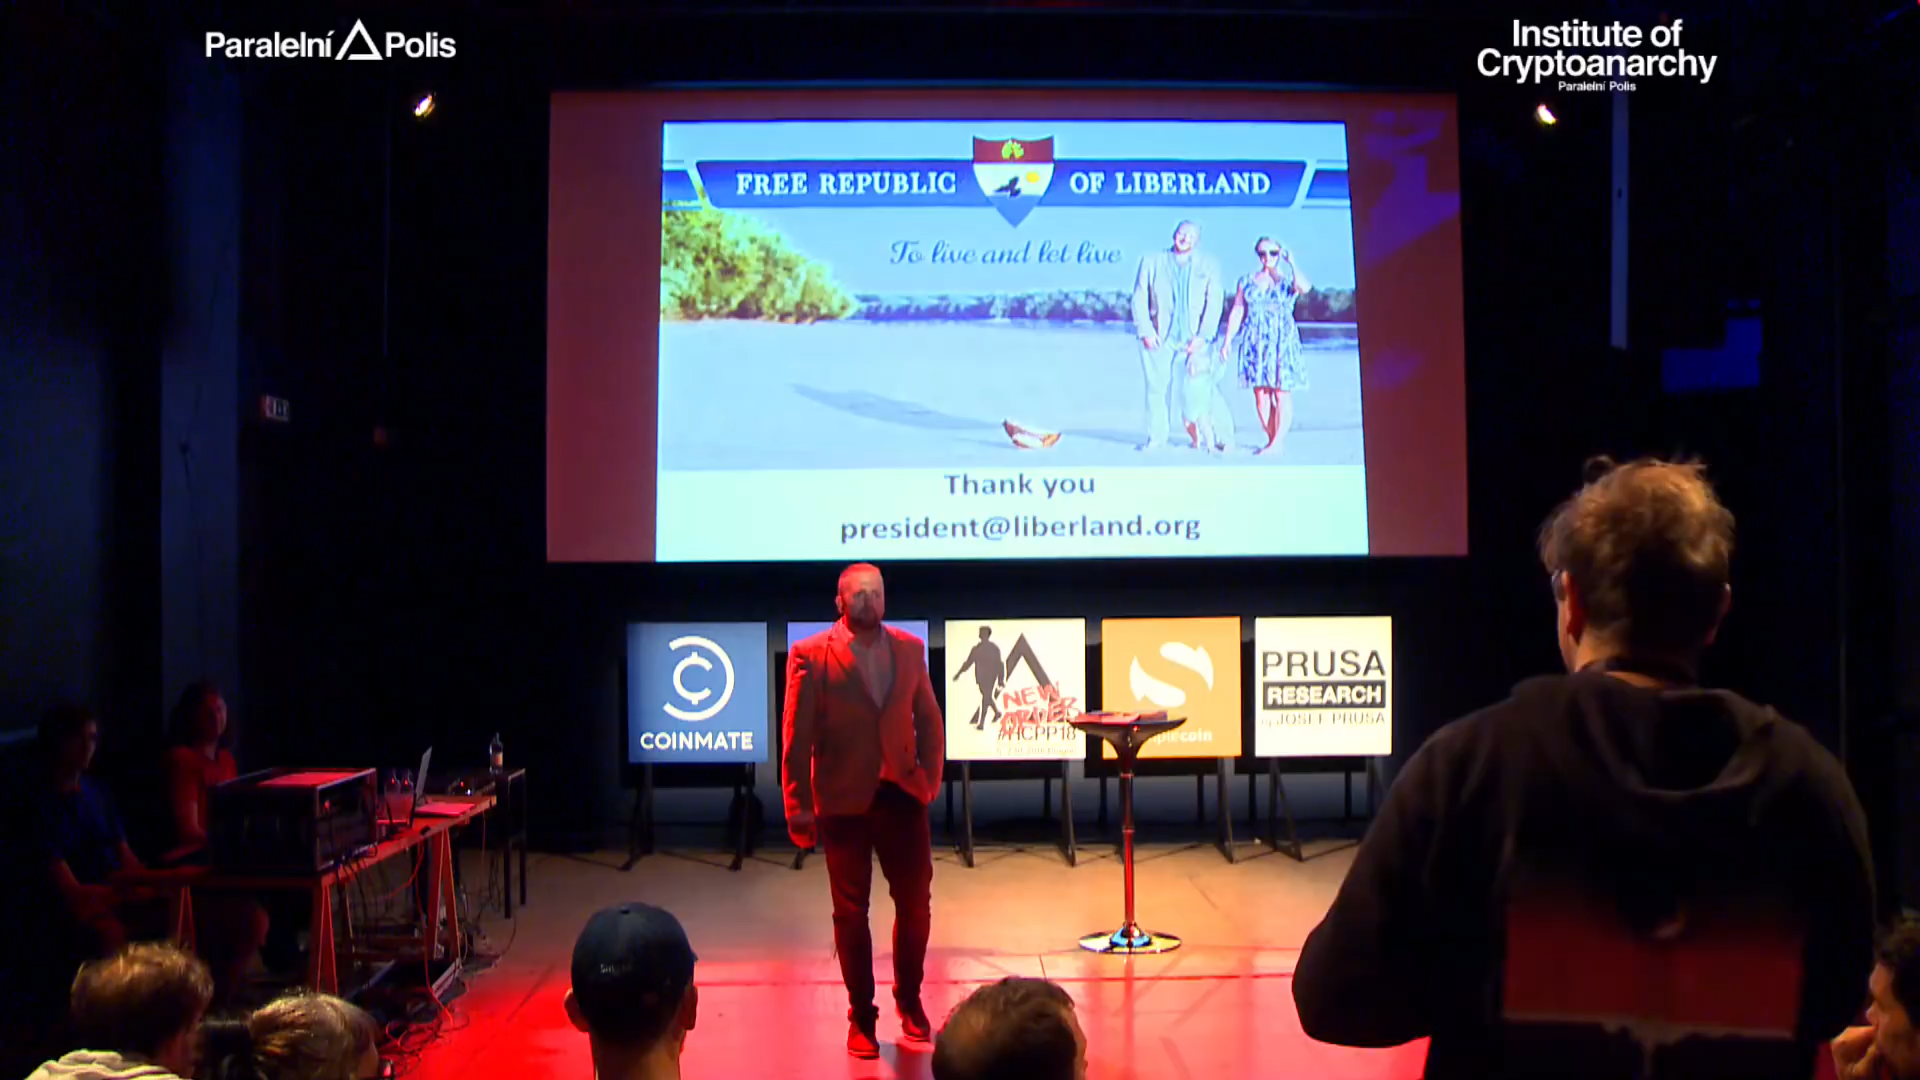 Paralelní Polis
Institute of
Cryptoanarchy
Paralelní Polis
FREE REPUBLIC OF LIBERLAND
To live and let live
Thank you
president@liberland.org
COINMATE
NEW
ORDER
#HCPP18
PRUSA
RESEARCH
by JOSEF PRUSA